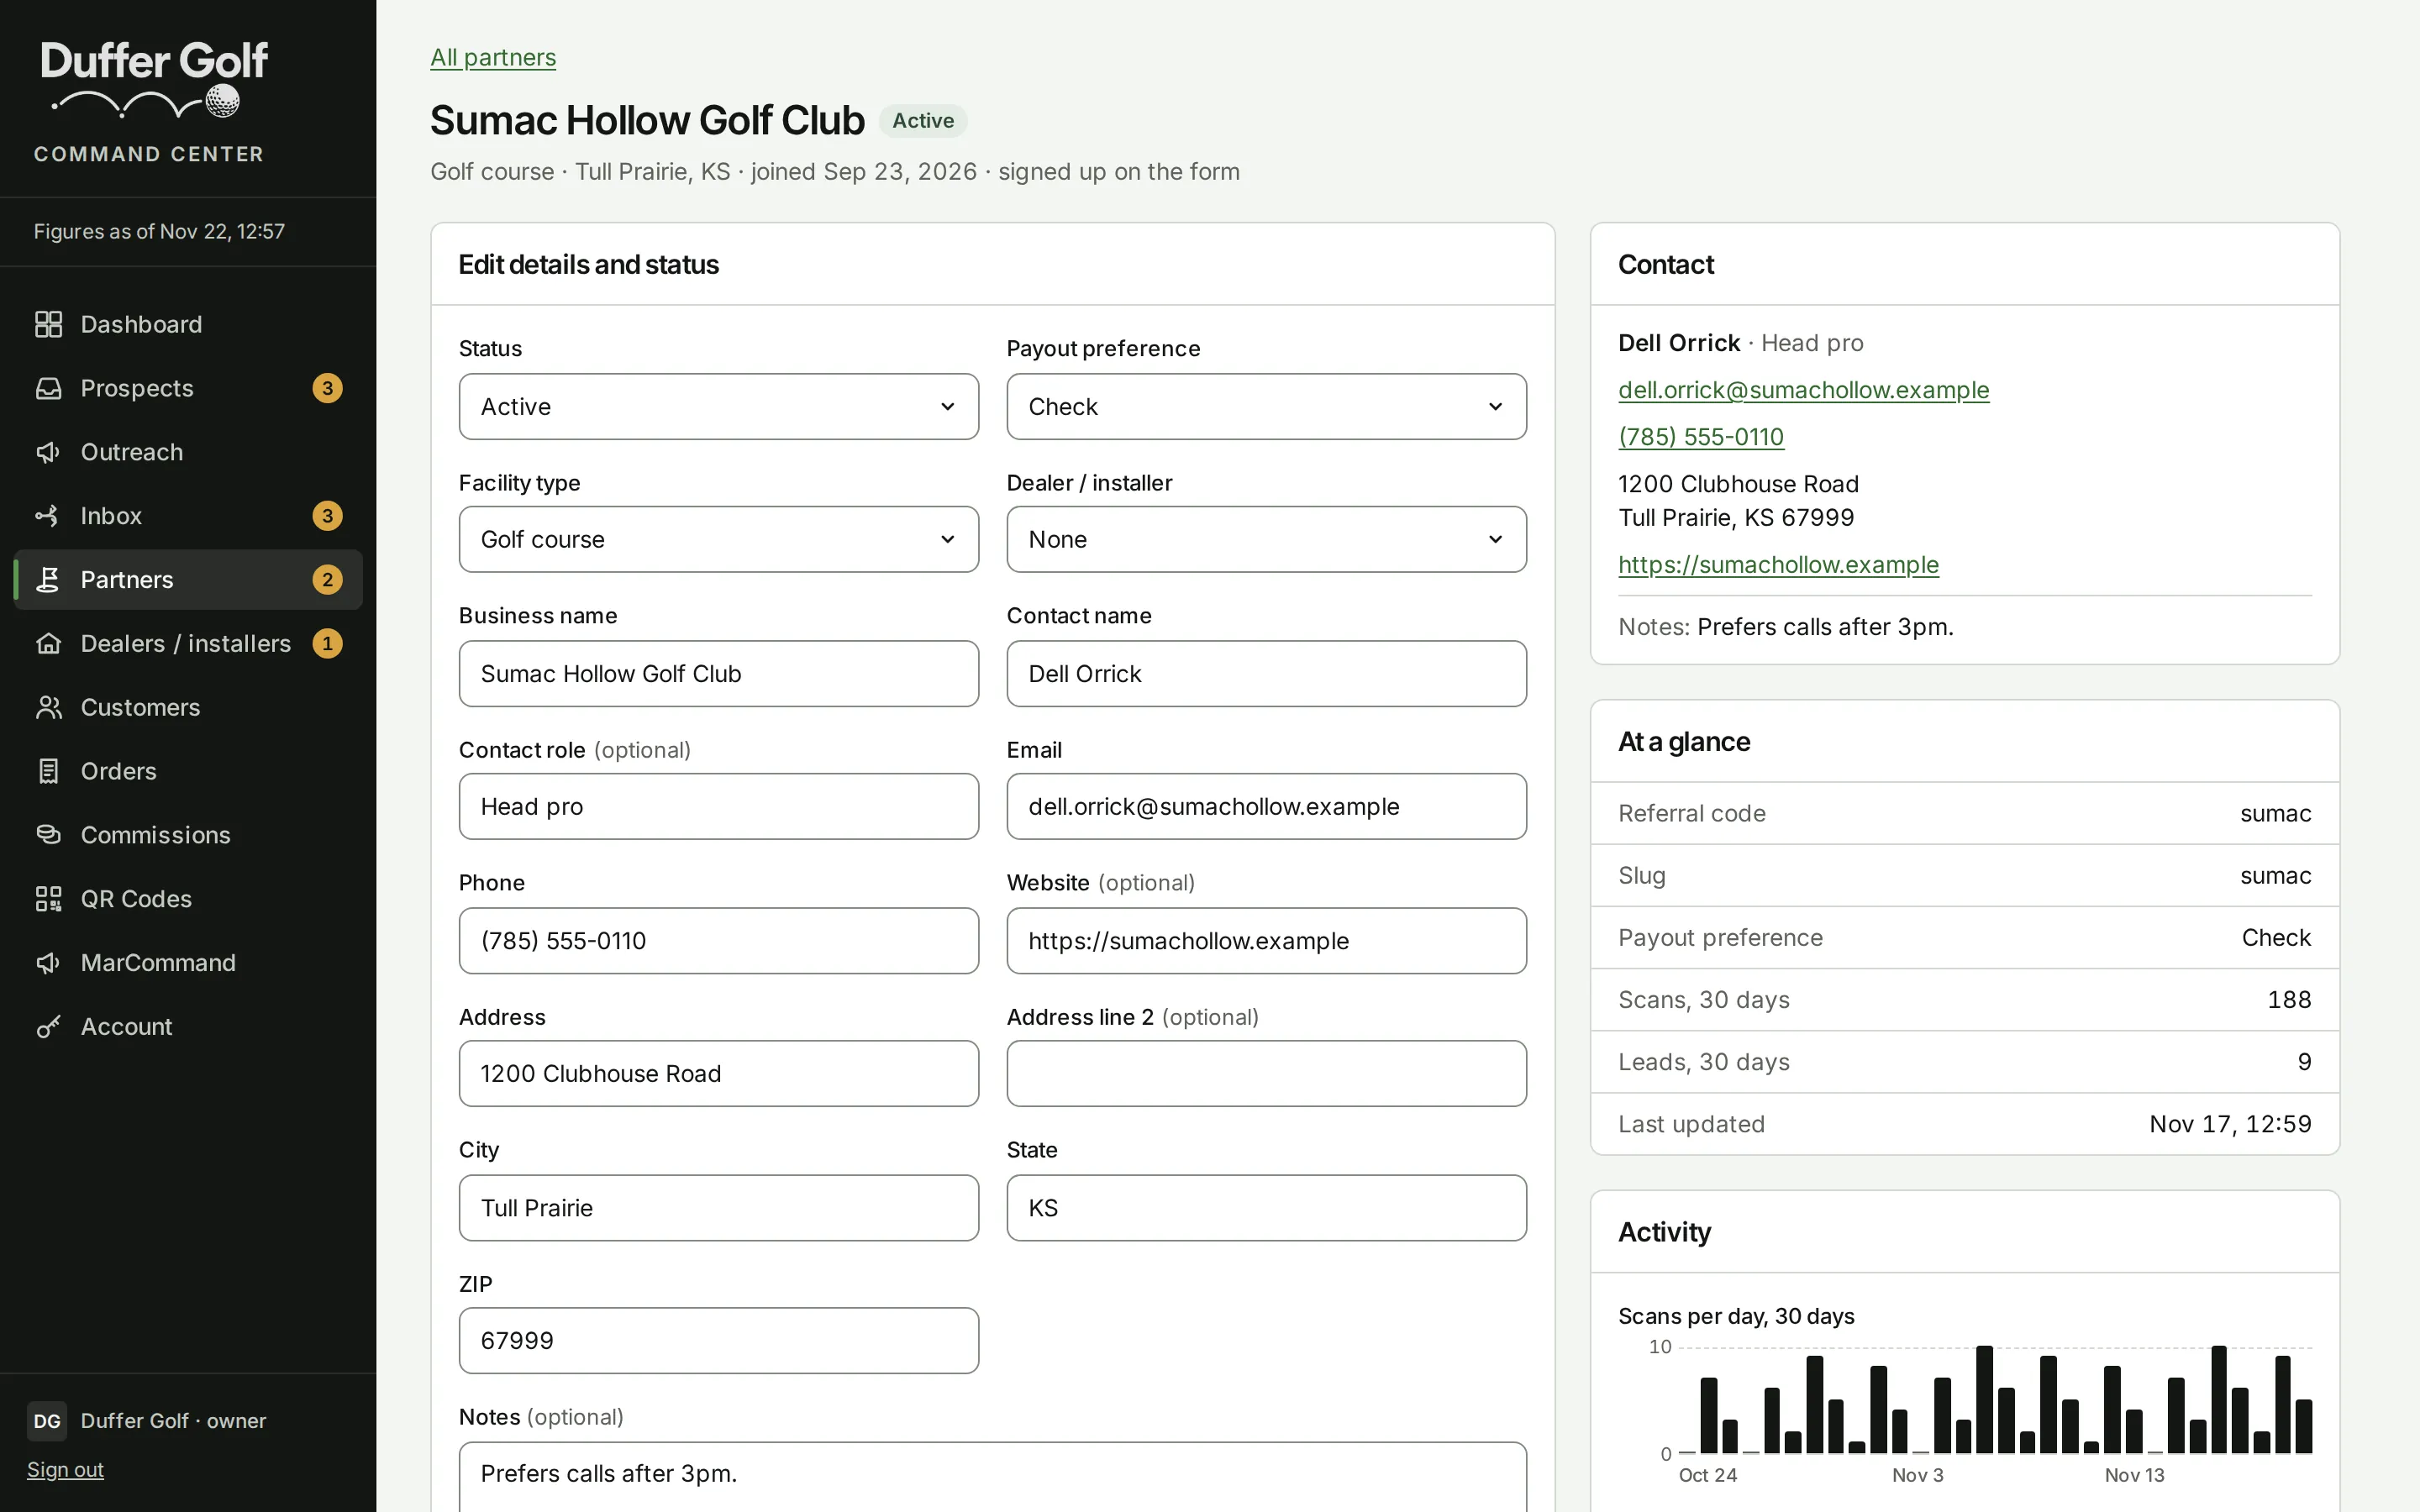 Duffer Golf
COMMAND CENTER
Figures as of Nov 22, 12:57
Dashboard
Prospects 3
Outreach
Inbox 3
Partners 2
Dealers / installers 1
Customers
Orders
Commissions
QR Codes
MarCommand
Account
DG Duffer Golf · owner
Sign out
All partners
Sumac Hollow Golf Club Active
Golf course · Tull Prairie, KS · joined Sep 23, 2026 · signed up on the form
Edit details and status
Status
Active
Payout preference
Check
Facility type
Golf course
Dealer / installer
None
Business name
Sumac Hollow Golf Club
Contact name
Dell Orrick
Contact role (optional)
Head pro
Email
dell.orrick@sumachollow.example
Phone
(785) 555-0110
Website (optional)
https://sumachollow.example
Address
1200 Clubhouse Road
Address line 2 (optional)
City
Tull Prairie
State
KS
ZIP
67999
Notes (optional)
Prefers calls after 3pm.
Contact
Dell Orrick · Head pro
dell.orrick@sumachollow.example
(785) 555-0110
1200 Clubhouse Road
Tull Prairie, KS 67999
https://sumachollow.example
Notes: Prefers calls after 3pm.
At a glance
Referral code sumac
Slug sumac
Payout preference Check
Scans, 30 days 188
Leads, 30 days 9
Last updated Nov 17, 12:59
Activity
Scans per day, 30 days
10
0
Oct 24 Nov 3 Nov 13